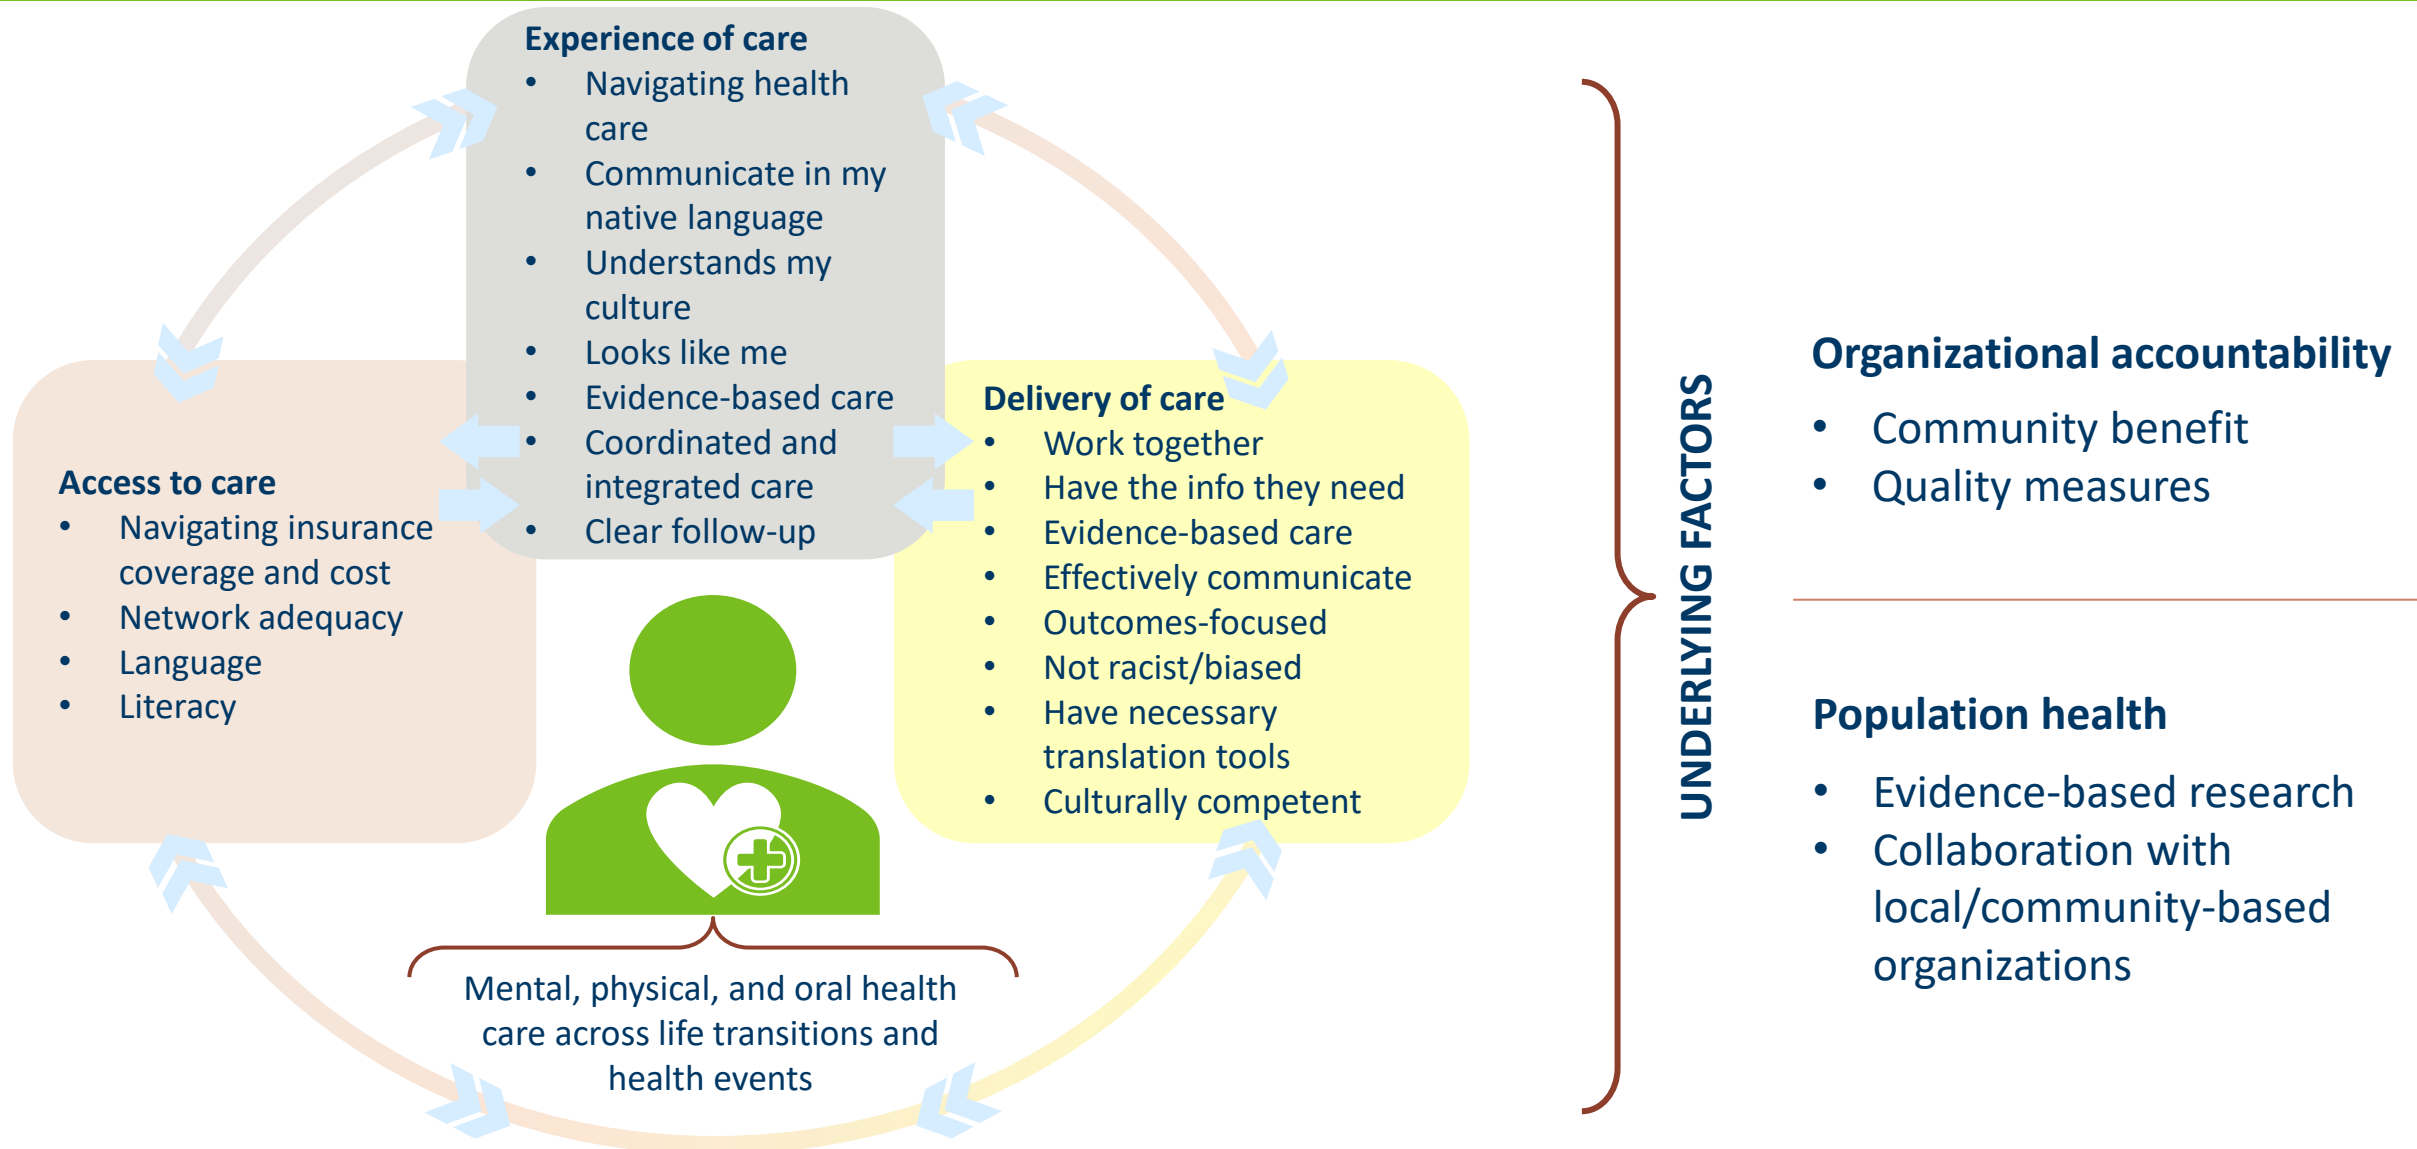 Experience of care
• Navigating health
care
• Communicate in my
native language
• Understands my
culture
• Looks like me
• Evidence-based care
• Coordinated and
integrated care
• Clear follow-up
Access to care
• Navigating insurance
coverage and cost
• Network adequacy
• Language
• Literacy
Delivery of care
• Work together
• Have the info they need
• Evidence-based care
• Effectively communicate
• Outcomes-focused
• Not racist/biased
• Have necessary
translation tools
• Culturally competent
Mental, physical, and oral health
care across life transitions and
health events
UNDERLYING FACTORS
Organizational accountability
• Community benefit
• Quality measures
Population health
• Evidence-based research
• Collaboration with
local/community-based
organizations